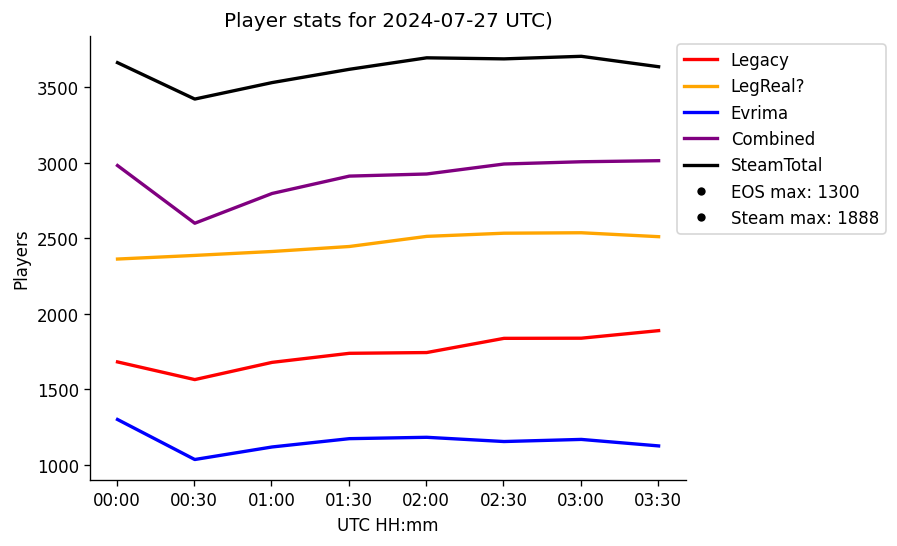 Player stats for 2024-07-27 UTC)
Legacy
LegReal?
Evrima
Combined
SteamTotal
EOS max: 1300
Steam max: 1888
Players
3500
3000
2500
2000
1500
1000
00:00 00:30 01:00 01:30 02:00 02:30 03:00 03:30
UTC HH:mm